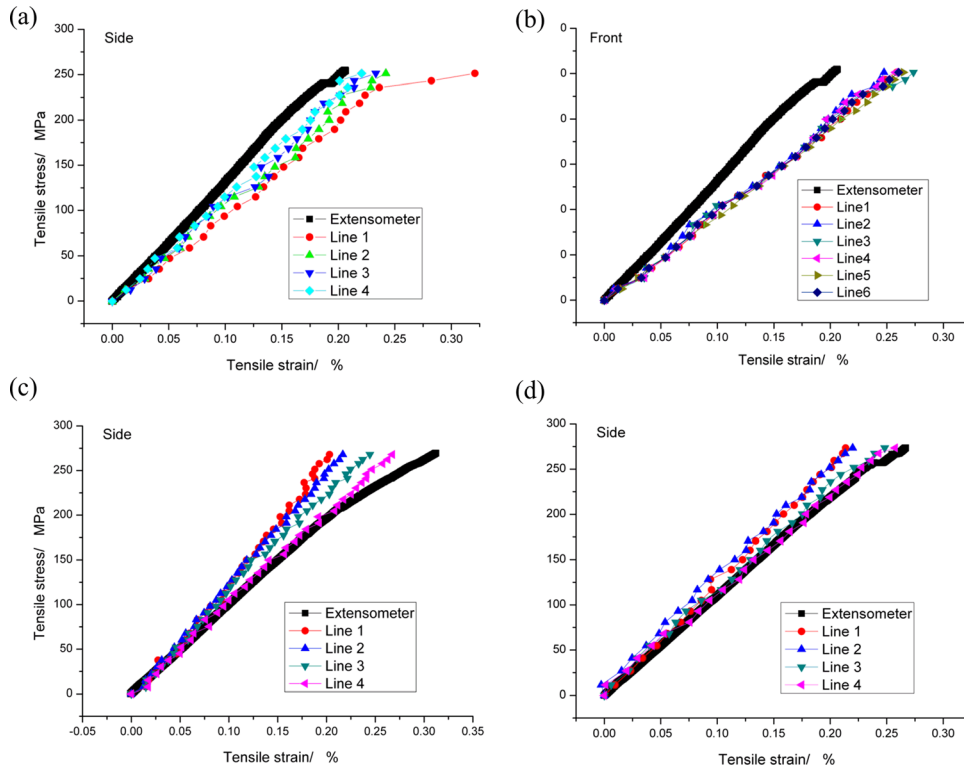 (a)
Side
300
250
200
150
100
50
0
Tensile stress/ MPa
0.00 0.05 0.10 0.15 0.20 0.25 0.30
Tensile strain/ %
Extensometer
Line 1
Line 2
Line 3
Line 4
(b)
Front
0
0
0
0
0
0
0
0.00 0.05 0.10 0.15 0.20 0.25 0.30
Tensile strain/ %
Extensometer
Line1
Line2
Line3
Line4
Line5
Line6
(c)
Side
300
250
200
150
100
50
0
Tensile stress/ MPa
-0.05 0.00 0.05 0.10 0.15 0.20 0.25 0.30 0.35
Tensile strain/ %
Extensometer
Line 1
Line 2
Line 3
Line 4
(d)
Side
300
250
200
150
100
50
0
0.00 0.05 0.10 0.15 0.20 0.25 0.30
Tensile strain/ %
Extensometer
Line 1
Line 2
Line 3
Line 4